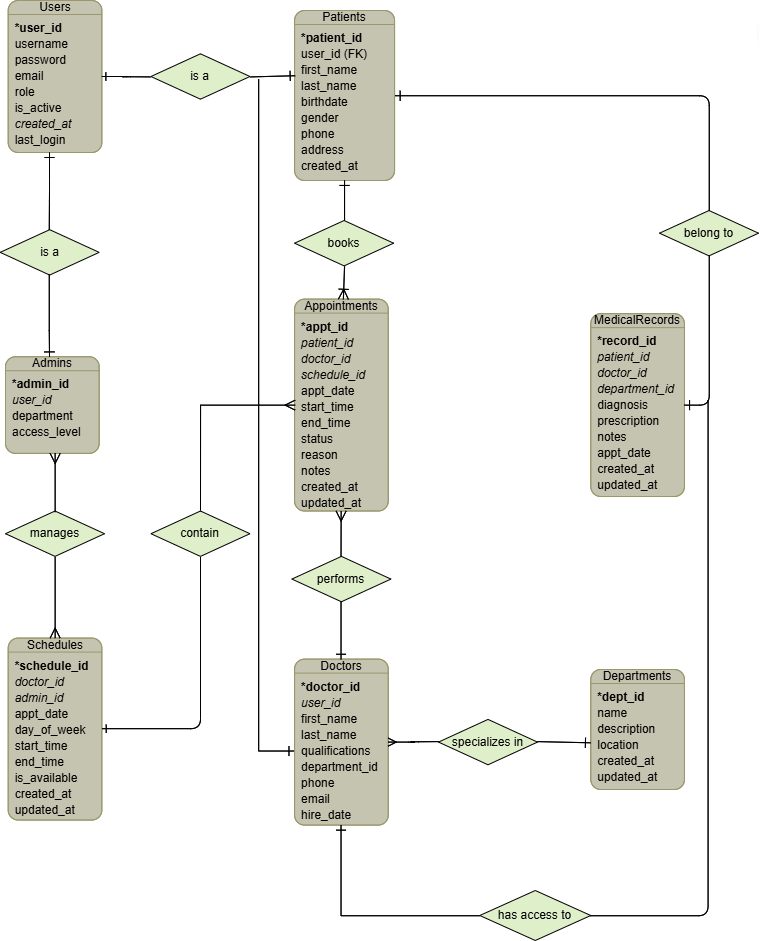 Users
*user_id
username
password
email
role
is_active
created_at
last_login
is a
Patients
*patient_id
user_id (FK)
first_name
last_name
birthdate
gender
phone
address
created_at
is a
books
belong to
Admins
*admin_id
user_id
department
access_level
Appointments
*appt_id
patient_id
doctor_id
schedule_id
appt_date
start_time
end_time
status
reason
notes
created_at
updated_at
MedicalRecords
*record_id
patient_id
doctor_id
department_id
diagnosis
prescription
notes
appt_date
created_at
updated_at
manages
contain
performs
Schedules
*schedule_id
doctor_id
admin_id
appt_date
day_of_week
start_time
end_time
is_available
created_at
updated_at
Doctors
*doctor_id
user_id
first_name
last_name
qualifications
department_id
phone
email
hire_date
specializes in
Departments
*dept_id
name
description
location
created_at
updated_at
has access to